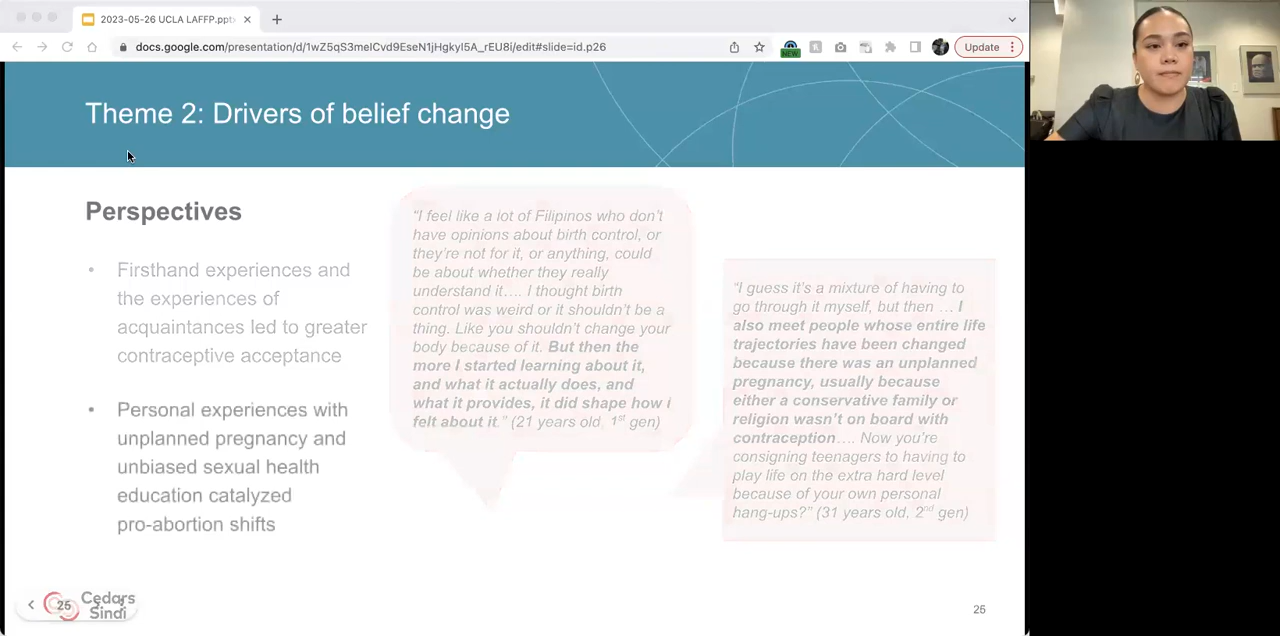 2023-05-26 UCLA LAFFP.ppt
docs.google.com/presentation/d/1wZ5qS3melCvd9EseN1jHgkyI5A_rEU8i/edit#slide=id.p26
NEW
Update
Theme 2: Drivers of belief change
Perspectives
• Firsthand experiences and
the experiences of
acquaintances led to greater
contraceptive acceptance
• Personal experiences with
unplanned pregnancy and
unbiased sexual health
education catalyzed
pro-abortion shifts
“I feel like a lot of Filipinos who don’t
have opinions about birth control, or
they’re not for it, or anything, could
be about whether they really
understand it…. I thought birth
control was weird or it shouldn’t be a
thing. Like you shouldn’t change your
body because of it. But then the
more I started learning about it,
and what it actually does, and
what it provides, it did shape how I
felt about it.” (21 years old, 1st gen)
“I guess it’s a mixture of having to
go through it myself, but then … I
also meet people whose entire life
trajectories have been changed
because there was an unplanned
pregnancy, usually because
either a conservative family or
religion wasn’t on board with
contraception…. Now you’re
consigning teenagers to having to
play life on the extra hard level
because of your own personal
hang-ups?” (31 years old, 2nd gen)
25
Cedars
Sinai
25